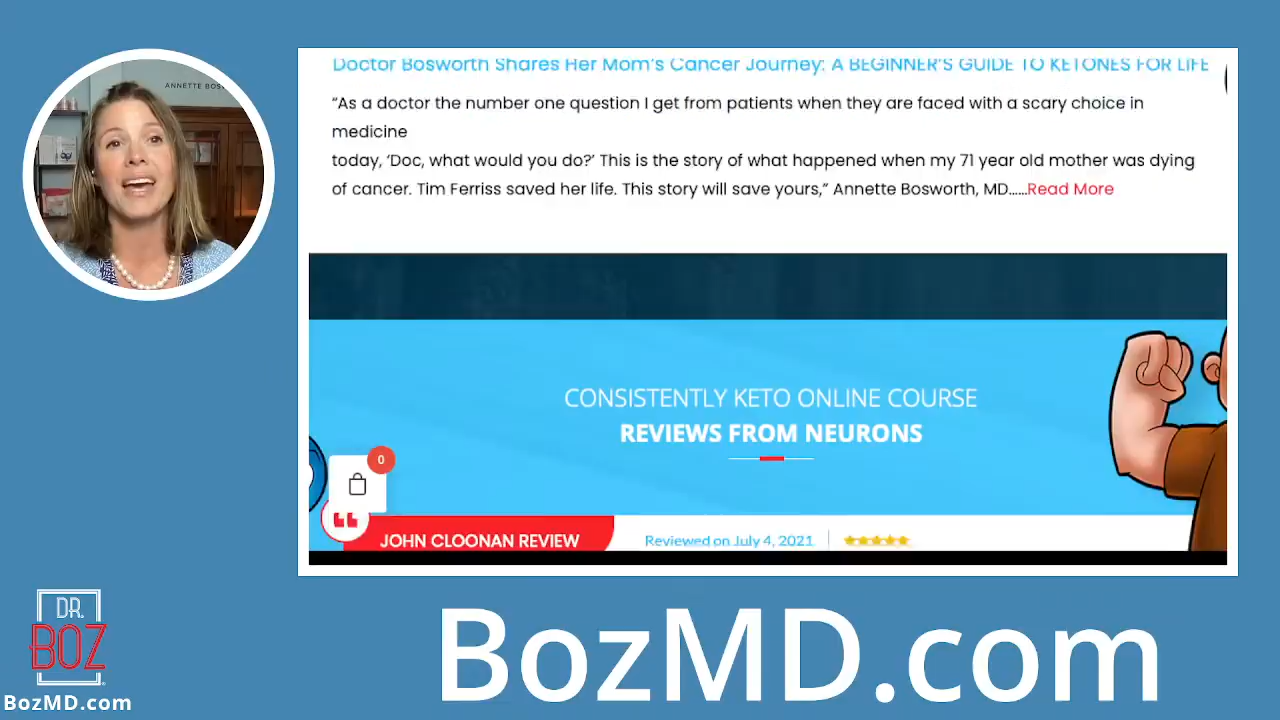 ANNETTE BOS
Doctor Bosworth Shares Her Mom's Cancer Journey: A BEGINNER'S GUIDE TO KETONES FOR LIFE
“As a doctor the number one question I get from patients when they are faced with a scary choice in
medicine
today, ‘Doc, what would you do?’ This is the story of what happened when my 71 year old mother was dying
of cancer. Tim Ferriss saved her life. This story will save yours,” Annette Bosworth, MD......Read More
CONSISTENTLY KETO ONLINE COURSE
REVIEWS FROM NEURONS
0
JOHN CLOONAN REVIEW
Reviewed on July 4, 2021
DR.
BOZ
BozMD.com
BozMD.com